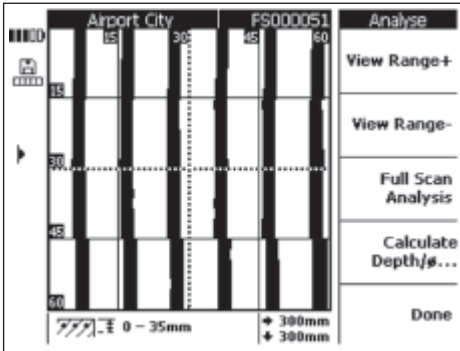 Airport City FS000051 Analyse
15 30 45 60
View Range+
15
View Range-
30
Full Scan
Analysis
45
Calculate
Depth/ø...
60
Done
0 - 35mm
300mm
300mm